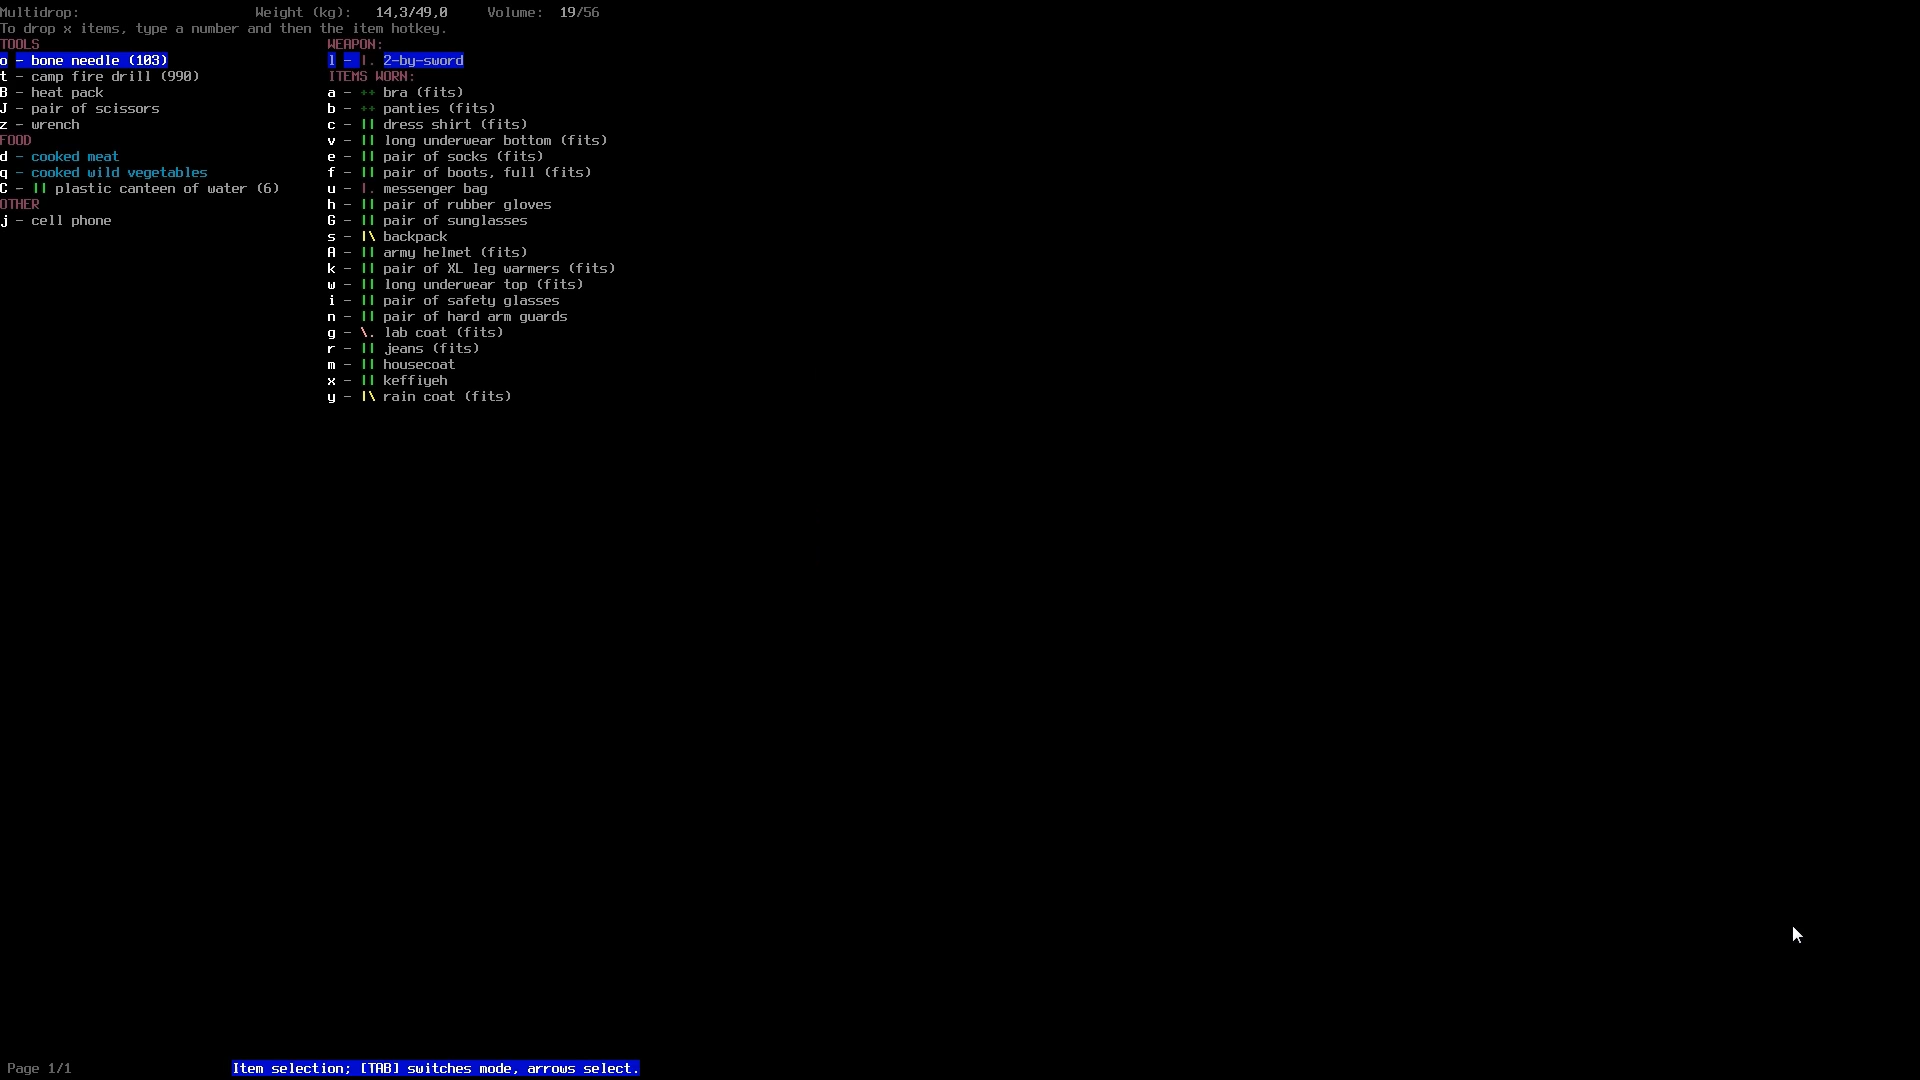 Multidrop: Weight (kg): 14,3/49,0 Volume: 19/56
To drop x items, type a number and then the item hotkey.
TOOLS
o - bone needle (103)
t - camp fire drill (990)
B - heat pack
J - pair of scissors
z - wrench
FOOD
d - cooked meat
q - cooked wild vegetables
C - || plastic canteen of water (6)
OTHER
j - cell phone
WEAPON:
l - |. 2-by-sword
ITEMS WORN:
a - ++ bra (fits)
b - ++ panties (fits)
c - || dress shirt (fits)
v - || long underwear bottom (fits)
e - || pair of socks (fits)
f - || pair of boots, full (fits)
u - |. messenger bag
h - || pair of rubber gloves
G - || pair of sunglasses
s - |\ backpack
A - || army helmet (fits)
k - || pair of XL leg warmers (fits)
w - || long underwear top (fits)
i - || pair of safety glasses
n - || pair of hard arm guards
g - \. lab coat (fits)
r - || jeans (fits)
m - || housecoat
x - || keffiyeh
y - |\ rain coat (fits)
Page 1/1 Item selection; [TAB] switches mode, arrows select.